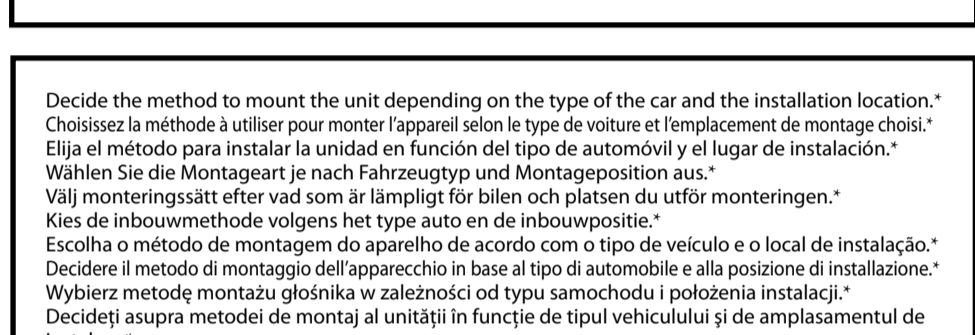 Decide the method to mount the unit depending on the type of the car and the installation location.*
Choisissez la méthode à utiliser pour monter l’appareil selon le type de voiture et l’emplacement de montage choisi.*
Elija el método para instalar la unidad en función del tipo de automóvil y el lugar de instalación.*
Wählen Sie die Montageart je nach Fahrzeugtyp und Montageposition aus.*
Välj monteringssätt efter vad som är lämpligt för bilen och platsen du utför monteringen.*
Kies de inbouwmethode volgens het type auto en de inbouwpositie.*
Escolha o método de montagem do aparelho de acordo com o tipo de veículo e o local de instalação.*
Decidere il metodo di montaggio dell’apparecchio in base al tipo di automobile e alla posizione di installazione.*
Wybierz metodę montażu głośnika w zależności od typu samochodu i położenia instalacji.*
Decideţi asupra metodei de montaj al unităţii în funcţie de tipul vehiculului şi de amplasamentul de